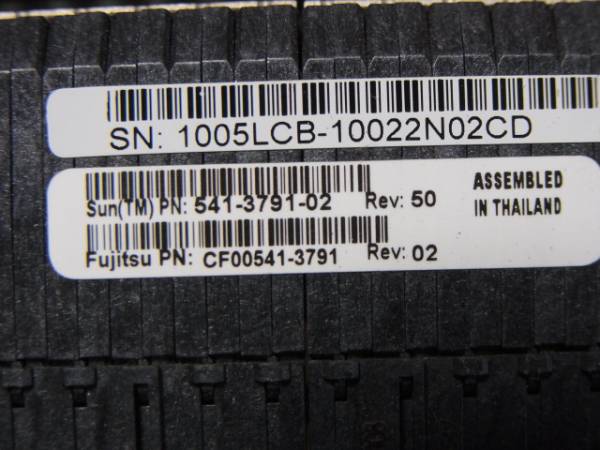 SN: 1005LCB-10022N02CD
Sun(TM) PN: 541-3791-02 Rev: 50
ASSEMBLED
IN THAILAND
Fujitsu PN: CF00541-3791 Rev: 02